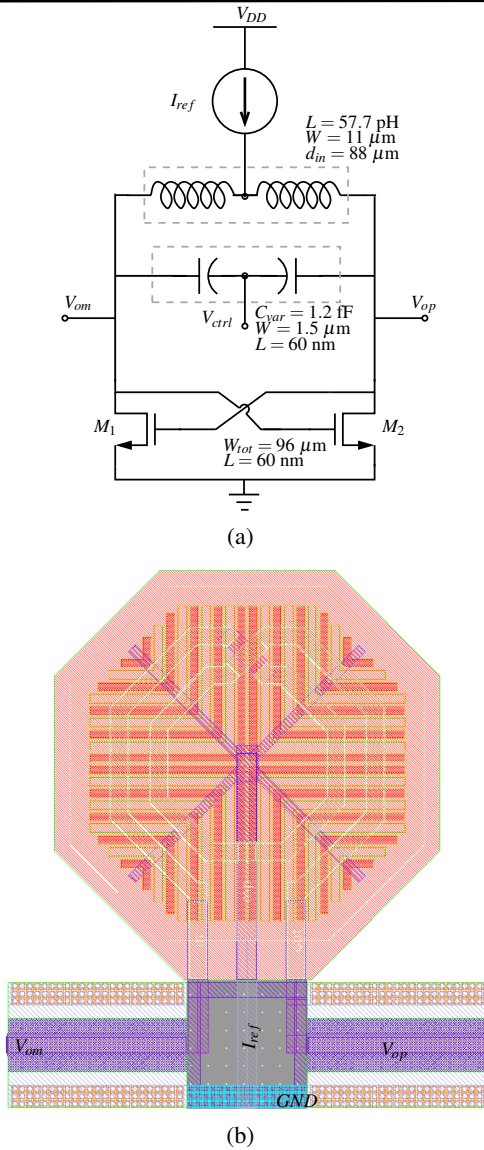 V_DD
I_ref
L = 57.7 pH
W = 11 μm
d_in = 88 μm
V_om
V_op
V_ctrl
C_var = 1.2 fF
W = 1.5 μm
L = 60 nm
M_1
M_2
W_tot = 96 μm
L = 60 nm
(a)
I_ref
V_om
V_op
GND
(b)